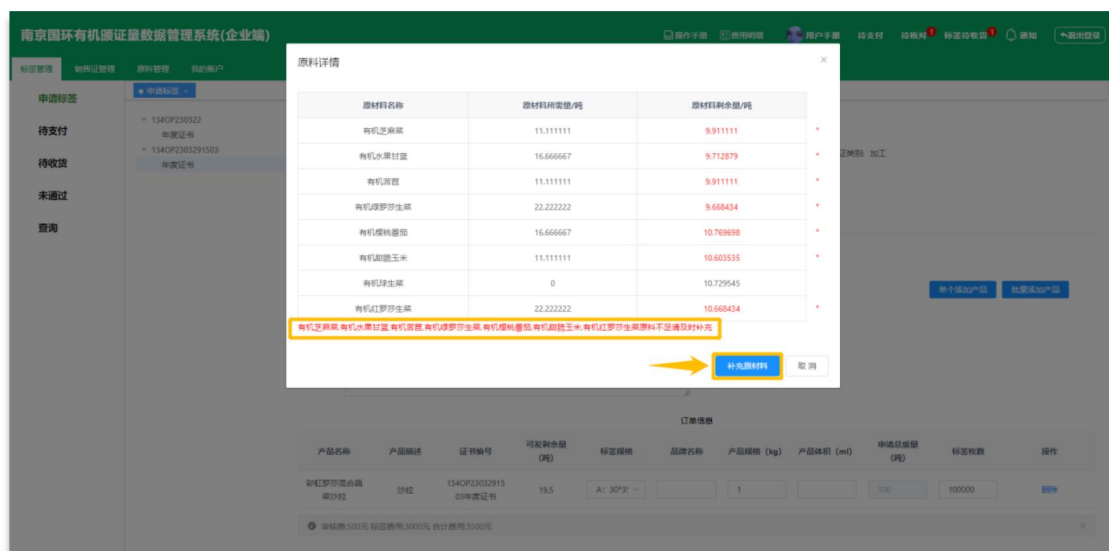 南京国环有机颁证量数据管理系统(企业端)
操作手册 费用明细 用户手册 待支付 待核对 1 标签待收货 1 通知 退出登录
标签管理 销售证管理 原料管理 我的账户
申请标签
待支付
待收货
未通过
查询
申请标签
134OP230322
年度证书
134OP2303291503
年度证书
原料详情
原材料名称 原材料所需量/吨 原材料剩余量/吨
有机芝麻菜 11.111111 9.911111 *
有机水果甘蓝 16.666667 9.712879 *
有机苦苣 11.111111 9.911111 *
有机绿罗莎生菜 22.222222 9.668434 *
有机樱桃番茄 16.666667 10.769698 *
有机甜脆玉米 11.111111 10.603535 *
有机球生菜 0 10.729545
有机红罗莎生菜 22.222222 10.668434 *
有机芝麻菜,有机水果甘蓝,有机苦苣,有机绿罗莎生菜,有机樱桃番茄,有机甜脆玉米,有机红罗莎生菜原料不足请及时补充
补充原材料 取 消
证类别: 加工
单个添加产品 批量添加产品
订单信息
产品名称 产品描述 证书编号 可发剩余量(吨) 标签规格 品牌名称 产品规格 (kg) 产品体积 (ml) 申请总重量(吨) 标签枚数 操作
彩虹罗莎混合蔬菜沙拉 沙拉 134OP2303291503年度证书 19.5 A: 30*3! 1 100 100000 删除
审核费:500元 标签费用:3000元 合计费用:3500元